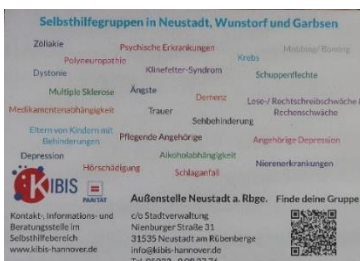 Selbsthilfegruppen in Neustadt, Wunstorf und Garbsen
Zöliakie
Psychische Erkrankungen
Mobbing/
Polyneuropathie
Krebs
Dystonie
Klinefelter-Syndrom
Schuppenflechte
Multiple Sklerose
Ängste
Demenz
Lese-/ Rechtschreibschwäche/
Medikamentenabhängigkeit
Trauer
Rechenschwäche
Sehbehinderung
Eltern von Kindern mit
Behinderungen
Pflegende Angehörige
Angehörige Depression
Depression
Alkoholabhängigkeit
Nierenerkrankungen
Hörschädigung
Schlaganfall
KIBIS
PARITÄT
Außenstelle Neustadt a. Rbge.
Finde deine Gruppe
Kontakt-, Informations- und
Beratungsstelle im
Selbsthilfebereich
www.kibis-hannover.de
c/o Stadtverwaltung
Nienburger Straße 31
31535 Neustadt am Rübenberge
info@kibis-hannover.de